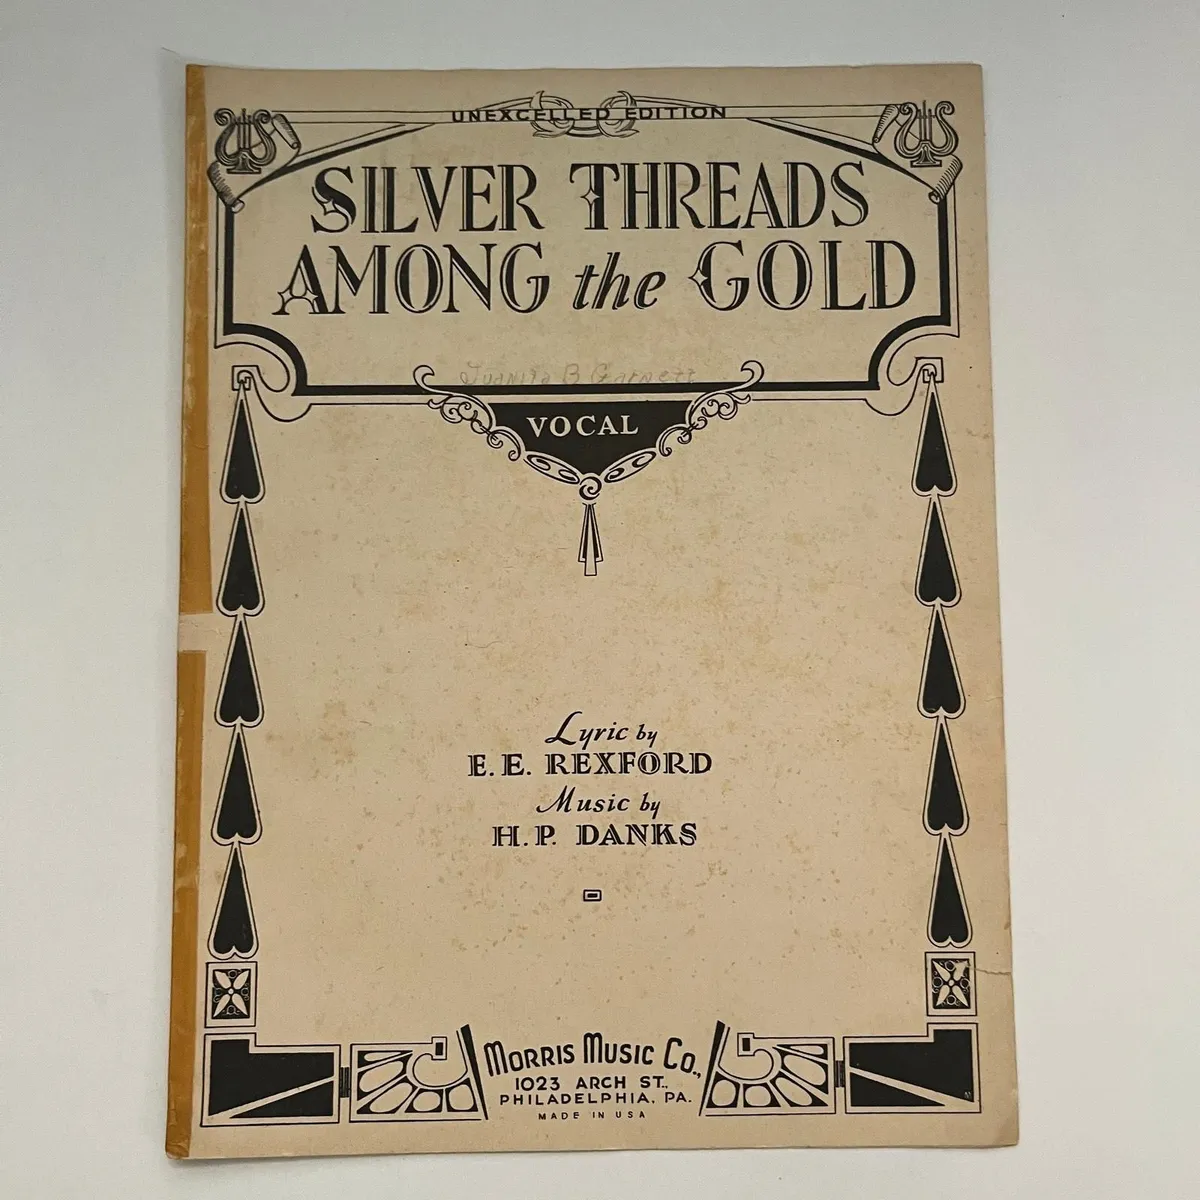 UNEXCELLED EDITION
SILVER THREADS
AMONG the GOLD
Juanita B Garnett
VOCAL
Lyric by
E. E. REXFORD
Music by
H. P. DANKS
MORRIS MUSIC CO.,
1023 ARCH ST.,
PHILADELPHIA, PA.
MADE IN USA